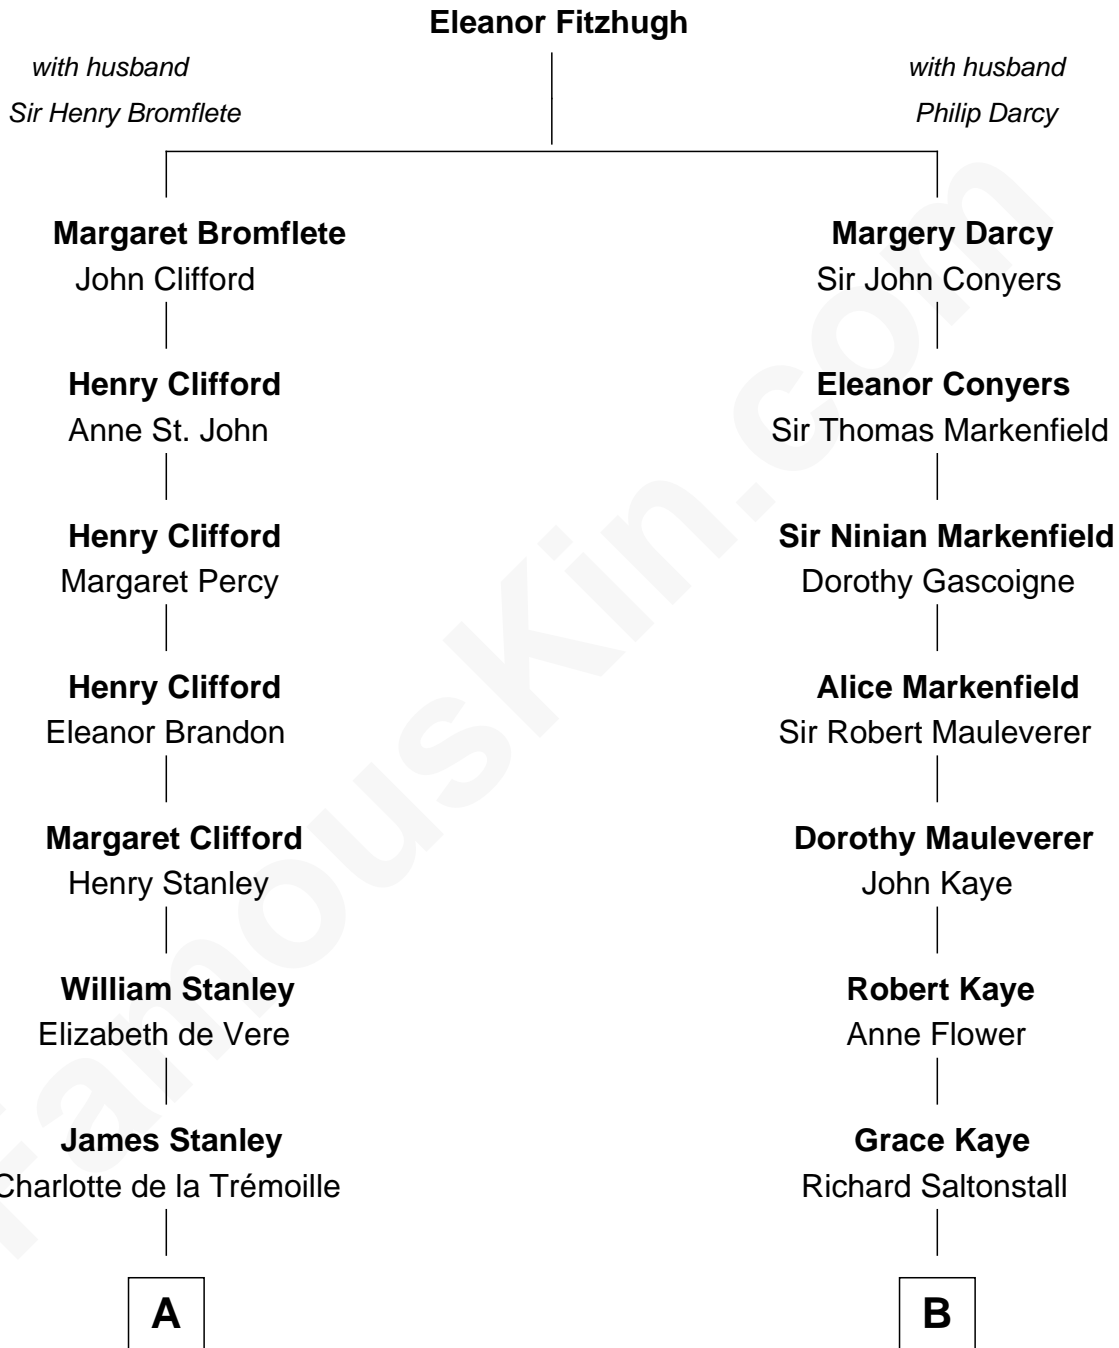 Eleanor Fitzhugh
with husband
Sir Henry Bromflete
with husband
Philip Darcy
Margaret Bromflete
John Clifford
Margery Darcy
Sir John Conyers
Henry Clifford
Anne St. John
Eleanor Conyers
Sir Thomas Markenfield
Henry Clifford
Margaret Percy
Sir Ninian Markenfield
Dorothy Gascoigne
Henry Clifford
Eleanor Brandon
Alice Markenfield
Sir Robert Mauleverer
Margaret Clifford
Henry Stanley
Dorothy Mauleverer
John Kaye
William Stanley
Elizabeth de Vere
Robert Kaye
Anne Flower
James Stanley
Charlotte de la Trémoille
Grace Kaye
Richard Saltonstall
A
B
FamousKin.com